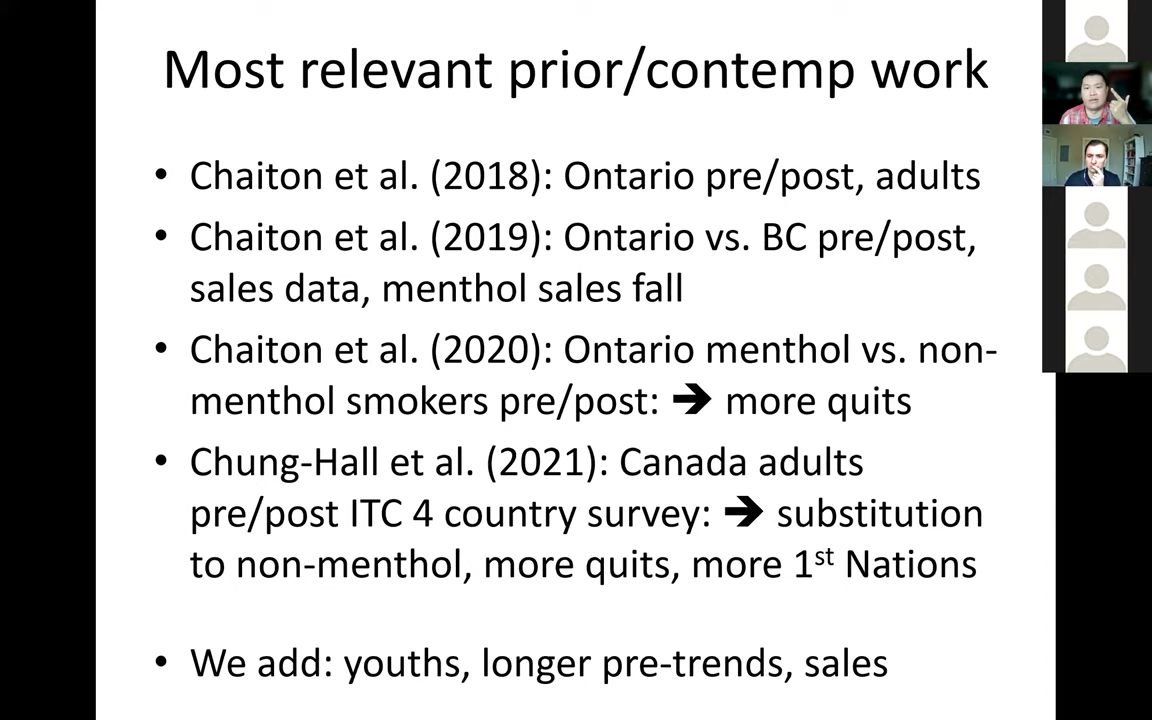 Most relevant prior/contemp work
• Chaiton et al. (2018): Ontario pre/post, adults
• Chaiton et al. (2019): Ontario vs. BC pre/post,
sales data, menthol sales fall
• Chaiton et al. (2020): Ontario menthol vs. non-
menthol smokers pre/post: ➔ more quits
• Chung-Hall et al. (2021): Canada adults
pre/post ITC 4 country survey: ➔ substitution
to non-menthol, more quits, more 1st Nations
• We add: youths, longer pre-trends, sales